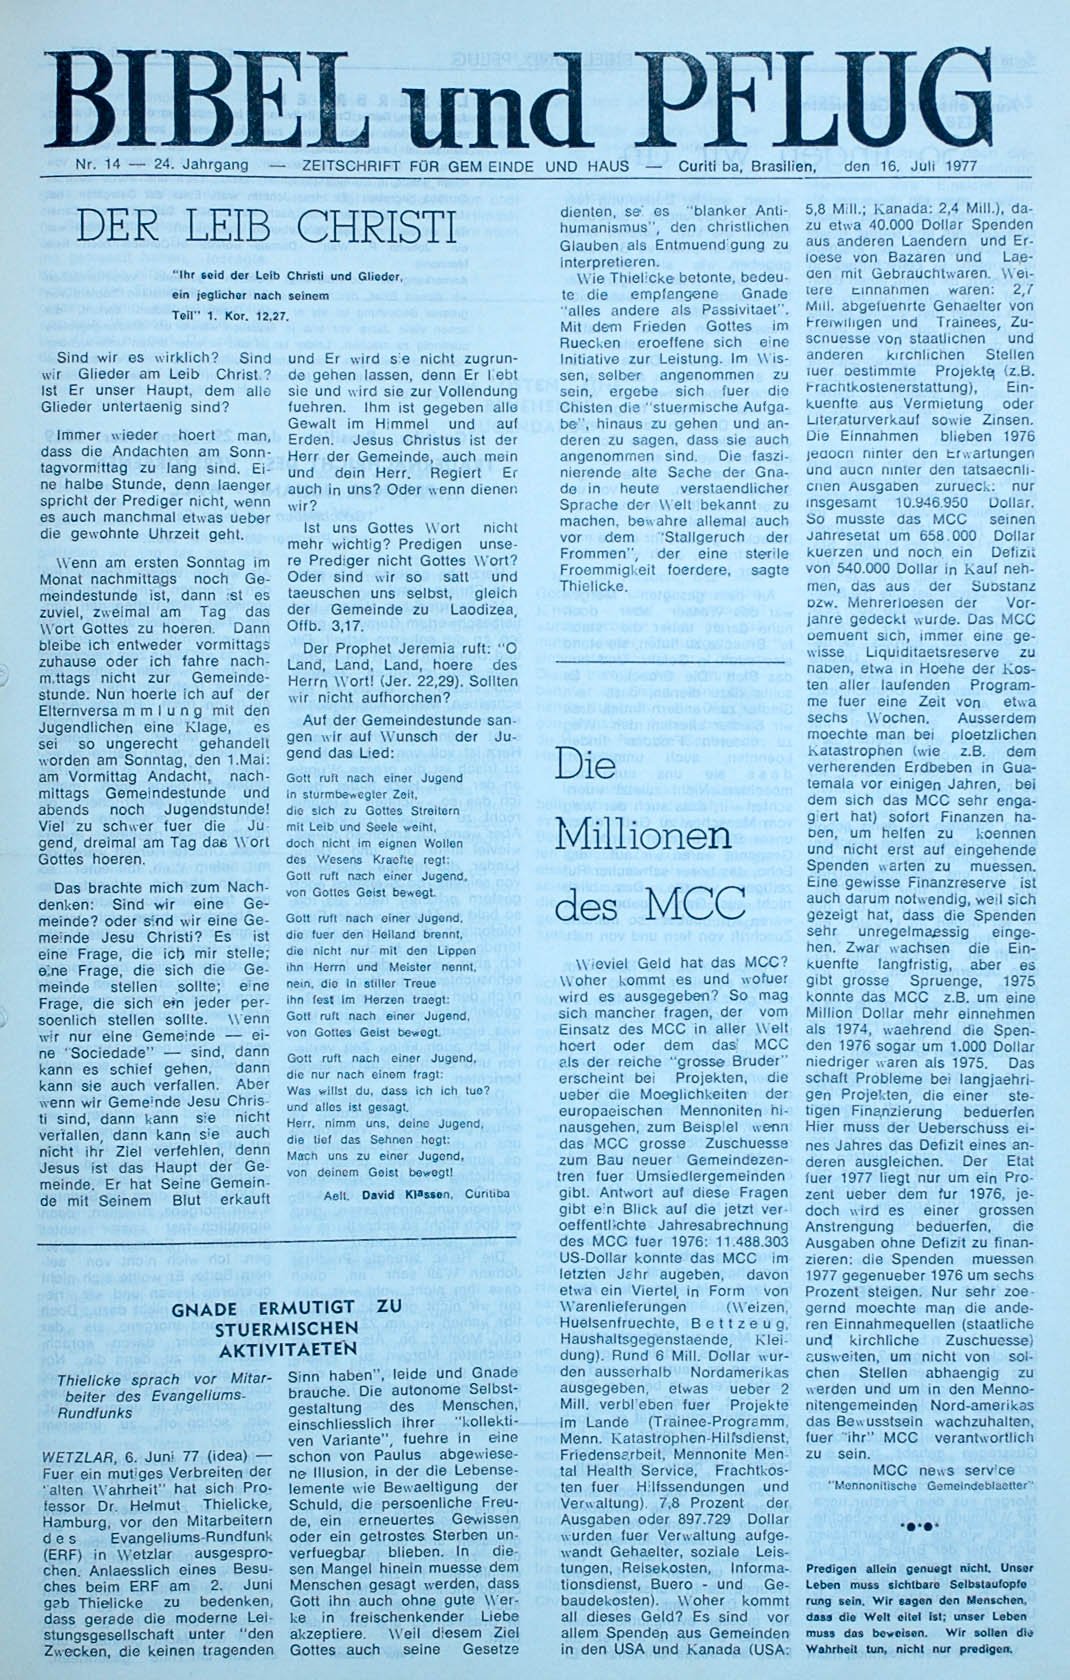 BIBEL und PFLUG
Nr. 14 — 24. Jahrgang — ZEITSCHRIFT FÜR GEMEINDE UND HAUS — Curitiba, Brasilien, den 16. Juli 1977
DER LEIB CHRISTI
"Ihr seid der Leib Christi und Glieder,
ein jeglicher nach seinem
Teil" 1. Kor. 12,27.
Sind wir es wirklich? Sind
wir Glieder am Leib Christ.?
Ist Er unser Haupt, dem alle
Glieder untertaenig sind?
Immer wieder hoert man,
dass die Andachten am Sonn-
tagvormittag zu lang sind. Ei-
ne halbe Stunde, denn laenger
spricht der Prediger nicht, wenn
es auch manchmal etwas ueber
die gewohnte Uhrzeit geht.
Wenn am ersten Sonntag im
Monat nachmittags noch Ge-
meindestunde ist, dann ist es
zuviel, zweimal am Tag das
Wort Gottes zu hoeren. Dann
bleibe ich entweder vormittags
zuhause oder ich fahre nach-
m.ttags nicht zur Gemeinde-
stunde. Nun hoerte ich auf der
Elternversammlung mit den
Jugendlichen eine Klage, es
sei so ungerecht gehandelt
worden am Sonntag, den 1.Mai:
am Vormittag Andacht, nach-
mittags Gemeindestunde und
abends noch Jugendstunde!
Viel zu schwer fuer die Ju-
gend, dreimal am Tag das Wort
Gottes hoeren.
Das brachte mich zum Nach-
denken: Sind wir eine Ge-
meinde? oder sind wir eine Ge-
meinde Jesu Christi? Es ist
eine Frage, die ich mir stelle;
eine Frage, die sich die Ge-
meinde stellen sollte; eine
Frage, die sich ein jeder per-
soenlich stellen sollte. Wenn
wir nur eine Gemeinde — ei-
ne "Sociedade" — sind, dann
kann es schief gehen, dann
kann sie auch verfallen. Aber
wenn wir Gemeinde Jesu Chris-
ti sind, dann kann sie nicht
verfallen, dann kann sie auch
nicht ihr Ziel verfehlen, denn
Jesus ist das Haupt der Ge-
meinde. Er hat Seine Gemein-
de mit Seinem Blut erkauft
und Er wird sie nicht zugrun-
de gehen lassen, denn Er liebt
sie und wird sie zur Vollendung
fuehren. Ihm ist gegeben alle
Gewalt im Himmel und auf
Erden. Jesus Christus ist der
Herr der Gemeinde, auch mein
und dein Herr. Regiert Er
auch in uns? Oder wenn dienen
wir?
Ist uns Gottes Wort nicht
mehr wichtig? Predigen unse-
re Prediger nicht Gottes Wort?
Oder sind wir so satt und
taeuschen uns selbst, gleich
der Gemeinde zu Laodizea,
Offb. 3,17.
Der Prophet Jeremia ruft: "O
Land, Land, Land, hoere des
Herrn Wort! (Jer. 22,29). Sollten
wir nicht aufhorchen?
Auf der Gemeindestunde san-
gen wir auf Wunsch der Ju-
gend das Lied:
Gott ruft nach einer Jugend
in sturmbewegter Zeit,
die sich zu Gottes Streitern
mit Leib und Seele weiht,
doch nicht im eignen Wollen
des Wesens Kraefte regt:
Gott ruft nach einer Jugend,
von Gottes Geist bewegt.
Gott ruft nach einer Jugend,
die fuer den Heiland brennt,
die nicht nur mit den Lippen
ihn Herrn und Meister nennt,
nein, die in stiller Treue
ihn fest im Herzen traegt:
Gott ruft nach einer Jugend,
von Gottes Geist bewegt.
Gott ruft nach einer Jugend,
die nur nach einem fragt:
Was willst du, dass ich ich tue?
und alles ist gesagt.
Herr, nimm uns, deine Jugend,
die tief das Sehnen hegt:
Mach uns zu einer Jugend,
von deinem Geist bewegt!
Aelt. David Klassen, Curitiba
GNADE ERMUTIGT ZU
STUERMISCHEN
AKTIVITAETEN
Thielicke sprach vor Mitar-
beiter des Evangeliums-
Rundfunks
WETZLAR, 6. Juni 77 (idea) —
Fuer ein mutiges Verbreiten der
"alten Wahrheit" hat sich Pro-
fessor Dr. Helmut Thielicke,
Hamburg, vor den Mitarbeitern
des Evangeliums-Rundfunk
(ERF) in Wetzlar ausgespro-
chen. Anlaesslich eines Besu-
ches beim ERF am 2. Juni
gab Thielicke zu bedenken,
dass gerade die moderne Lei-
stungsgesellschaft unter "den
Zwecken, die keinen tragenden
Sinn haben", leide und Gnade
brauche. Die autonome Selbst-
gestaltung des Menschen,
einschliesslich ihrer "kollekti-
ven Variante", fuehre in eine
schon von Paulus abgewiese-
ne Illusion, in der die Lebense-
lemente wie Bewaeltigung der
Schuld, die persoenliche Freu-
de, ein erneuertes Gewissen
oder ein getrostes Sterben un-
verfuegbar blieben. In die-
sen Mangel hinein muesse dem
Menschen gesagt werden, dass
Gott ihn auch ohne gute Wer-
ke in freischenkender Liebe
akzeptiere. Weil diesem Ziel
Gottes auch seine Gesetze
dienten, se' es "blanker Anti-
humanismus", den christlichen
Glauben als Entmuendigung zu
interpretieren.
Wie Thielicke betonte, bedeu-
te die empfangene Gnade
"alles andere als Passivitaet".
Mit dem Frieden Gottes im
Ruecken eroeffene sich eine
Initiative zur Leistung. Im Wis-
sen, selber angenommen zu
sein, ergebe sich fuer die
Chisten die "stuermische Aufga-
be", hinaus zu gehen und an-
deren zu sagen, dass sie auch
angenommen sind. Die faszi-
nierende alte Sache der Gna-
de in heute verstaendlicher
Sprache der Welt bekannt zu
machen, bewahre allemal auch
vor dem "Stallgeruch der
Frommen", der eine sterile
Froemmigkeit foerdere, sagte
Thielicke.
Die
Millionen
des MCC
Wieviel Geld hat das MCC?
Woher kommt es und wofuer
wird es ausgegeben? So mag
sich mancher fragen, der vom
Einsatz des MCC in aller Welt
hoert oder dem das MCC
als der reiche "grosse Bruder"
erscheint bei Projekten, die
ueber die Moeglichkeiten der
europaeischen Mennoniten hi-
nausgehen, zum Beispiel wenn
das MCC grosse Zuschuesse
zum Bau neuer Gemeindezen-
tren fuer Umsiedlergemeinden
gibt. Antwort auf diese Fragen
gibt ein Blick auf die jetzt ver-
oeffentlichte Jahresabrechnung
des MCC fuer 1976: 11.488.303
US-Dollar konnte das MCC im
letzten Jahr augeben, davon
etwa ein Viertel in Form von
Warenlieferungen (Weizen,
Huelsenfruechte, Bettzeug,
Haushaltsgegenstaende, Klei-
dung). Rund 6 Mill. Dollar wur-
den ausserhalb Nordamerikas
ausgegeben, etwas ueber 2
Mill. verblieben fuer Projekte
im Lande (Trainee-Programm,
Menn. Katastrophen-Hilfsdienst,
Friedensarbeit, Mennonite Men-
tal Health Service, Frachtkos-
ten fuer Hilfssendungen und
Verwaltung). 7,8 Prozent der
Ausgaben oder 897.729 Dollar
wurden fuer Verwaltung aufge-
wandt Gehaelter, soziale Leis-
tungen, Reisekosten, Informa-
tionsdienst, Buero - und Ge-
baudekosten). Woher kommt
all dieses Geld? Es sind vor
allem Spenden aus Gemeinden
in den USA und Kanada (USA:
5,8 Mill.; Kanada: 2,4 Mill.), da-
zu etwa 40.000 Dollar Spenden
aus anderen Laendern und Er-
loese von Bazaren und Lae-
den mit Gebrauchtwaren. Wei-
tere Einnahmen waren: 2,7
Mill. abgefuehrte Gehaelter von
Freiwilligen und Trainees, Zu-
schuesse von staatlichen und
anderen kirchlichen Stellen
fuer bestimmte Projekte (z.B.
Frachtkostenerstattung), Ein-
kuenfte aus Vermietung oder
Literaturverkauf sowie Zinsen.
Die Einnahmen blieben 1976
jedoch hinter den Erwartungen
und auch hinter den tatsaechli-
chen Ausgaben zurueck: nur
insgesamt 10.946.950 Dollar.
So musste das MCC seinen
Jahresetat um 658.000 Dollar
kuerzen und noch ein Defizit
von 540.000 Dollar in Kauf neh-
men, das aus der Substanz
bzw. Mehrerloesen der Vor-
jahre gedeckt wurde. Das MCC
bemueht sich, immer eine ge-
wisse Liquiditaetsreserve zu
haben, etwa in Hoehe der Kos-
ten aller laufenden Program-
me fuer eine Zeit von etwa
sechs Wochen. Ausserdem
moechte man bei ploetzlichen
Katastrophen (wie z.B. dem
verherenden Erdbeben in Gua-
temala vor einigen Jahren, bei
dem sich das MCC sehr enga-
giert hat) sofort Finanzen ha-
ben, um helfen zu koennen
und nicht erst auf eingehende
Spenden warten zu muessen.
Eine gewisse Finanzreserve ist
auch darum notwendig, weil sich
gezeigt hat, dass die Spenden
sehr unregelmaessig einge-
hen. Zwar wachsen die Ein-
kuenfte langfristig, aber es
gibt grosse Spruenge, 1975
konnte das MCC z.B. um eine
Million Dollar mehr einnehmen
als 1974, waehrend die Spen-
den 1976 sogar um 1.000 Dollar
niedriger waren als 1975. Das
schaft Probleme bei langjaehri-
gen Projekten, die einer ste-
tigen Finanzierung beduerfen
Hier muss der Ueberschuss ei-
nes Jahres das Defizit eines an-
deren ausgleichen. Der Etat
fuer 1977 liegt nur um ein Pro-
zent ueber dem fur 1976, je-
doch wird es einer grossen
Anstrengung beduerfen, die
Ausgaben ohne Defizit zu finan-
zieren: die Spenden muessen
1977 gegenueber 1976 um sechs
Prozent steigen. Nur sehr zoe-
gernd moechte man die ande-
ren Einnahmequellen (staatliche
und kirchliche Zuschuesse)
ausweiten, um nicht von sol-
chen Stellen abhaengig zu
werden und um in den Menno-
nitengemeinden Nord-amerikas
das Bewusstsein wachzuhalten,
fuer "ihr" MCC verantwortlich
zu sein.
MCC news service
"Mennonitische Gemeindeblaetter"
Predigen allein genuegt nicht. Unser
Leben muss sichtbare Selbstaufopfe
rung sein. Wir sagen den Menschen,
dass die Welt eitel ist; unser Leben
muss das beweisen. Wir sollen die
Wahrheit tun, nicht nur predigen.